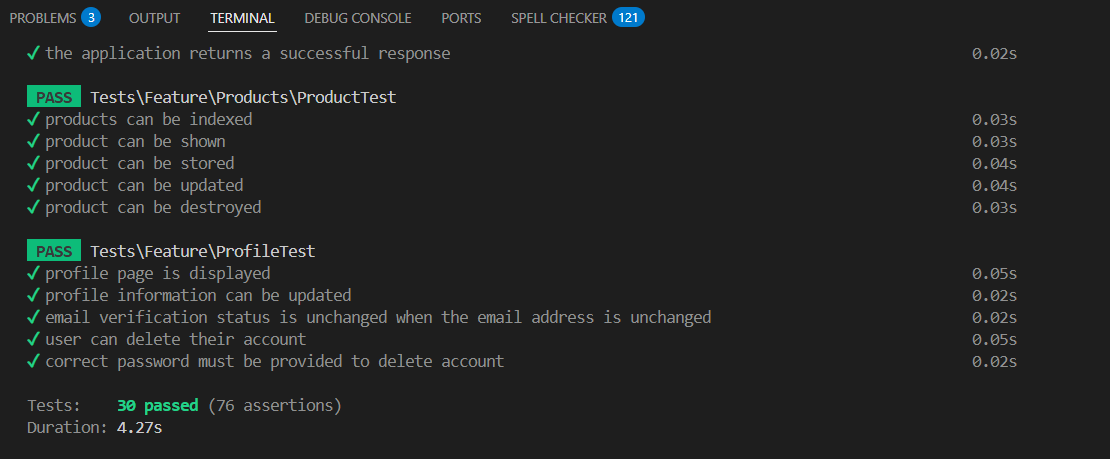 PROBLEMS 3 OUTPUT TERMINAL DEBUG CONSOLE PORTS SPELL CHECKER 121
✓ the application returns a successful response 0.02s
PASS Tests\Feature\Products\ProductTest
✓ products can be indexed 0.03s
✓ product can be shown 0.03s
✓ product can be stored 0.04s
✓ product can be updated 0.04s
✓ product can be destroyed 0.03s
PASS Tests\Feature\ProfileTest
✓ profile page is displayed 0.05s
✓ profile information can be updated 0.02s
✓ email verification status is unchanged when the email address is unchanged 0.02s
✓ user can delete their account 0.05s
✓ correct password must be provided to delete account 0.02s
Tests: 30 passed (76 assertions)
Duration: 4.27s